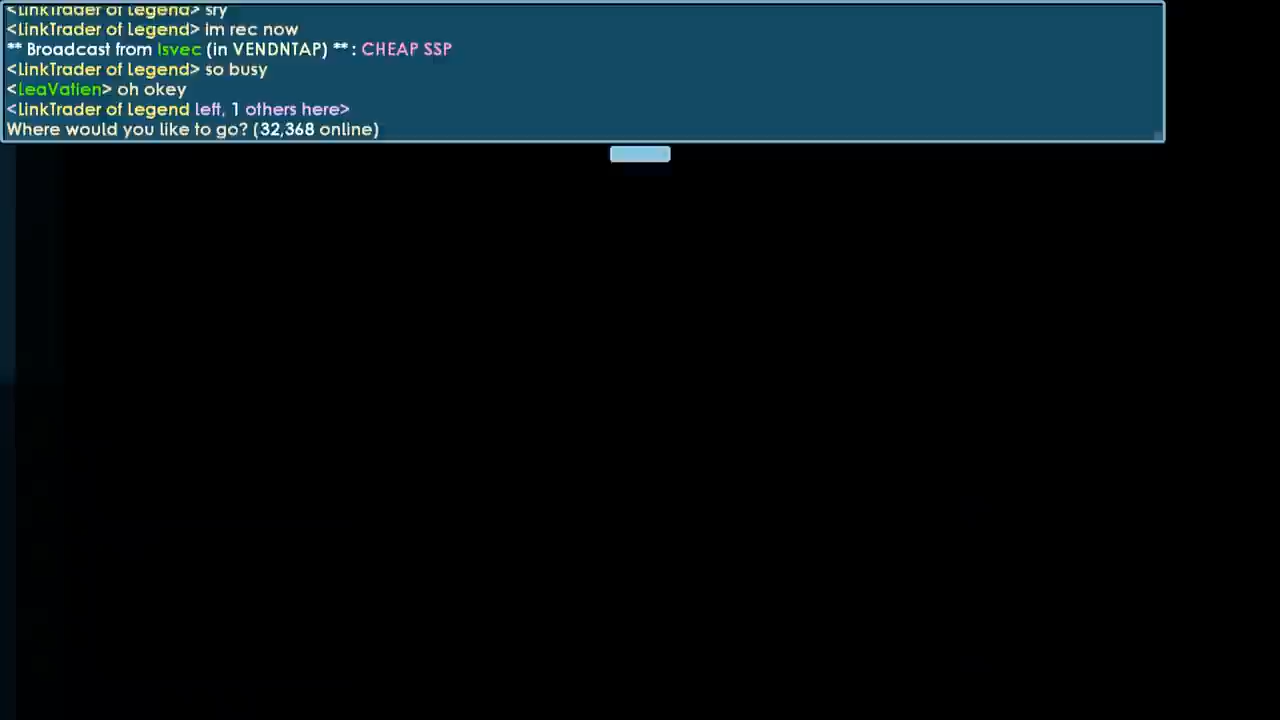 <LinkTrader of Legend> sry
<LinkTrader of Legend> im rec now
** Broadcast from Isvec (in VENDNTAP) ** : CHEAP SSP
<LinkTrader of Legend> so busy
<LeaVatien> oh okey
<LinkTrader of Legend left, 1 others here>
Where would you like to go? (32,368 online)